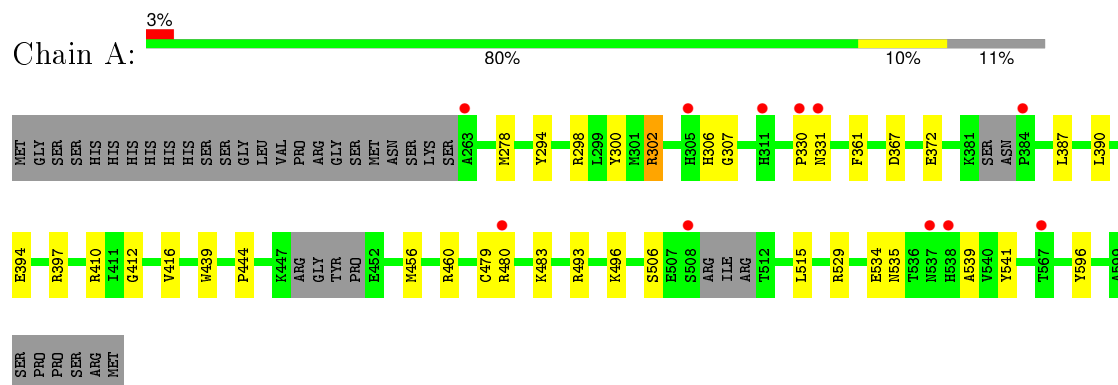 3%
Chain A:
80% 10% 11%
MET GLY SER SER HIS HIS HIS HIS HIS HIS SER SER GLY LEU VAL PRO ARG GLY SER MET ASN SER LYS SER A263 M278 Y294 R298 L299 Y300 M301 R302 H305 H306 G307 H311 P330 N331 F361 D367 E372 K381 SER ASN P384 L387 L390
E394 R397 R410 I411 G412 V416 W439 P444 K447 ARG GLY TYR PRO E452 M456 R460 C479 R480 K483 R493 K496 S506 E507 S508 ARG ILE ARG T512 L515 R529 E534 N535 T536 N537 H538 A539 V540 Y541 T567 Y596 A599
SER PRO PRO SER ARG MET